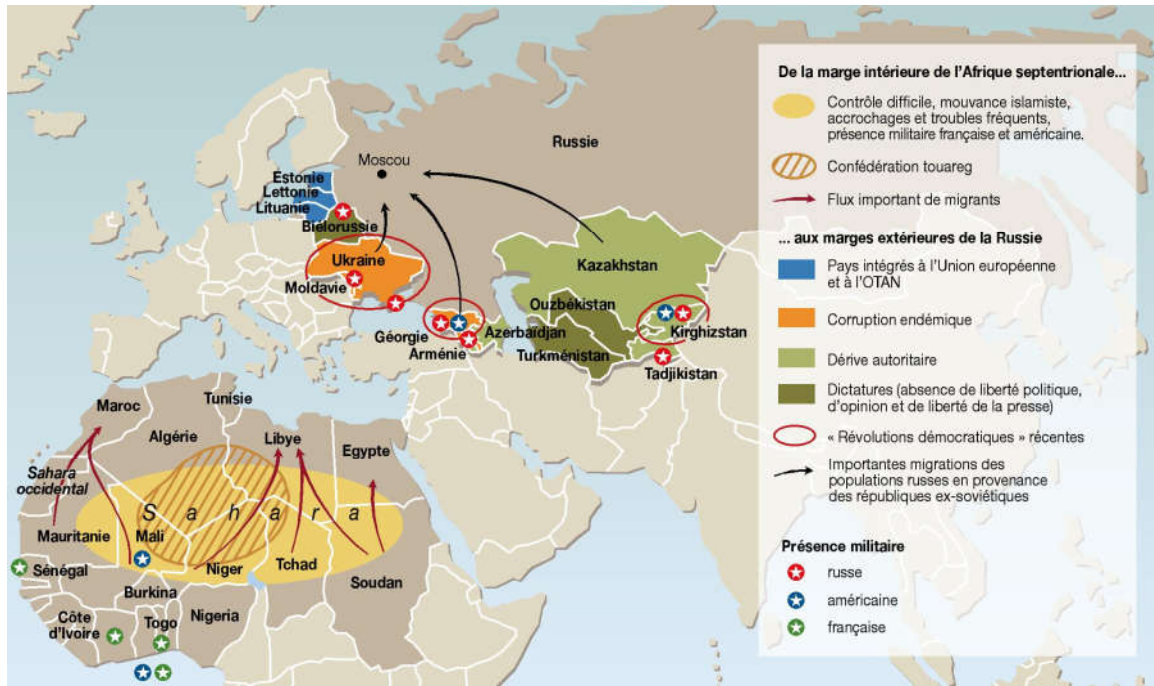 Russie
Moscou
Estonie
Lettonie
Lituanie
Biélorussie
Ukraine
Moldavie
Kazakhstan
Ouzbékistan
Géorgie
Azerbaïdjan
Kirghizstan
Arménie
Turkménistan
Tadjikistan
Tunisie
Maroc
Algérie
Libye
Egypte
Sahara
occidental
Sahara
Mauritanie
Mali
Sénégal
Niger
Tchad
Soudan
Burkina
Côte
d'Ivoire
Togo
Nigeria
De la marge intérieure de l'Afrique septentrionale...
Contrôle difficile, mouvance islamiste,
accrochages et troubles fréquents,
présence militaire française et américaine.
Confédération touareg
Flux important de migrants
... aux marges extérieures de la Russie
Pays intégrés à l'Union européenne
et à l'OTAN
Corruption endémique
Dérive autoritaire
Dictatures (absence de liberté politique,
d'opinion et de liberté de la presse)
« Révolutions démocratiques » récentes
Importantes migrations des
populations russes en provenance
des républiques ex-soviétiques
Présence militaire
russe
américaine
française